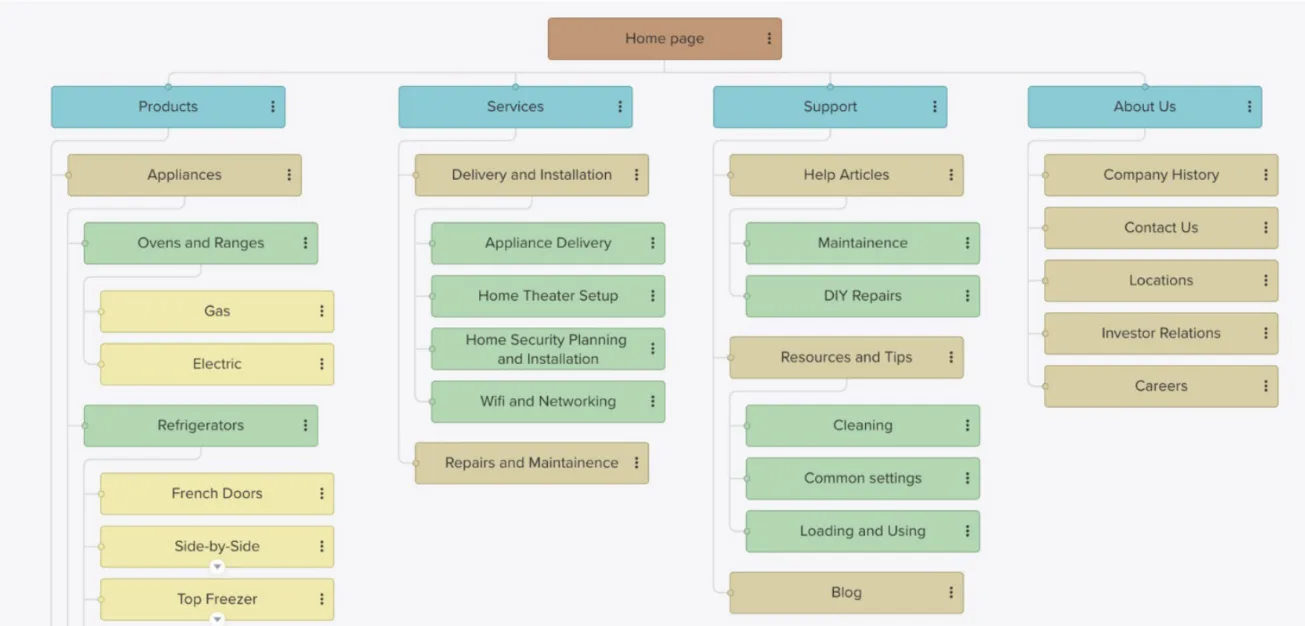 Home page
Products
Appliances
Ovens and Ranges
Gas
Electric
Refrigerators
French Doors
Side-by-Side
Top Freezer
Services
Delivery and Installation
Appliance Delivery
Home Theater Setup
Home Security Planning
and Installation
Wifi and Networking
Repairs and Maintainence
Support
Help Articles
Maintainence
DIY Repairs
Resources and Tips
Cleaning
Common settings
Loading and Using
Blog
About Us
Company History
Contact Us
Locations
Investor Relations
Careers